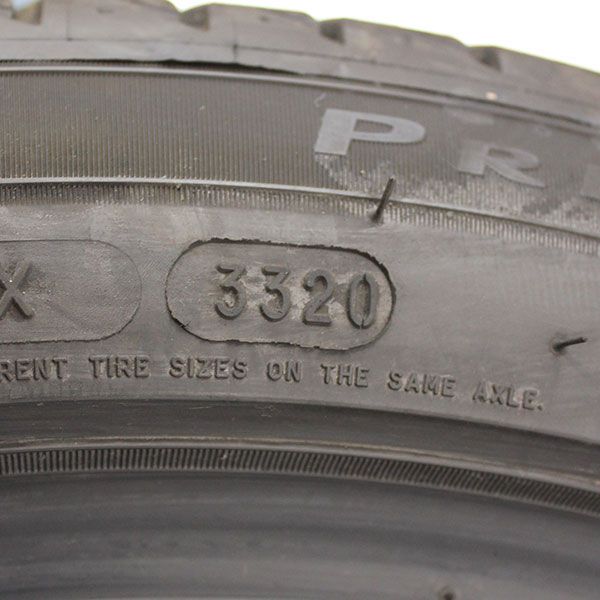 PR
X 3320
RENT TIRE SIZES ON THE SAME AXLE.